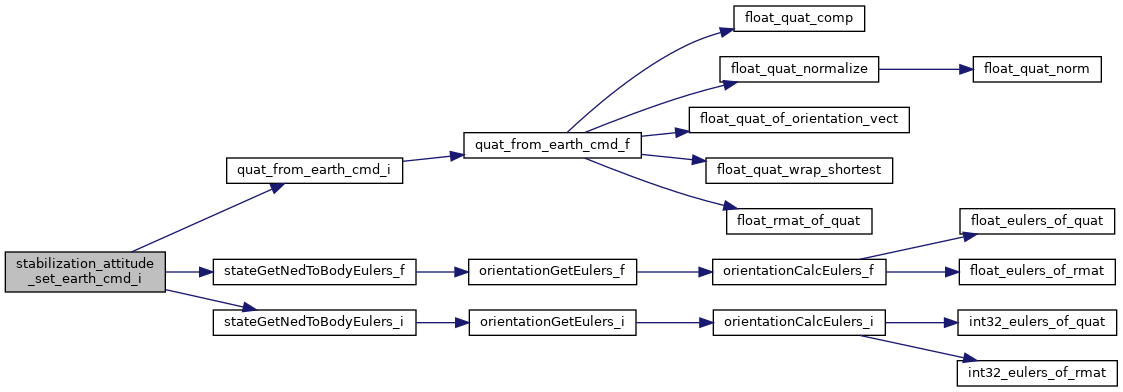 float_quat_comp
float_quat_normalize
float_quat_norm
float_quat_of_orientation_vect
quat_from_earth_cmd_f
quat_from_earth_cmd_i
float_quat_wrap_shortest
float_rmat_of_quat
float_eulers_of_quat
stabilization_attitude
_set_earth_cmd_i
stateGetNedToBodyEulers_f
orientationGetEulers_f
orientationCalcEulers_f
float_eulers_of_rmat
stateGetNedToBodyEulers_i
orientationGetEulers_i
orientationCalcEulers_i
int32_eulers_of_quat
int32_eulers_of_rmat